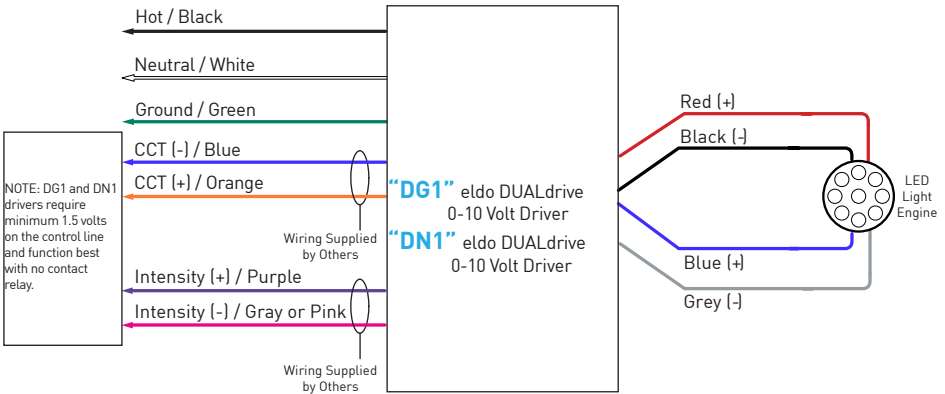 Hot / Black
Neutral / White
Ground / Green
CCT (-) / Blue
CCT (+) / Orange
NOTE: DG1 and DN1
drivers require
minimum 1.5 volts
on the control line
and function best
with no contact
relay.
Wiring Supplied
by Others
Intensity (+) / Purple
Intensity (-) / Gray or Pink
Wiring Supplied
by Others
“DG1” eldo DUALdrive
0-10 Volt Driver
“DN1” eldo DUALdrive
0-10 Volt Driver
Red (+)
Black (-)
Blue (+)
Grey (-)
LED
Light
Engine